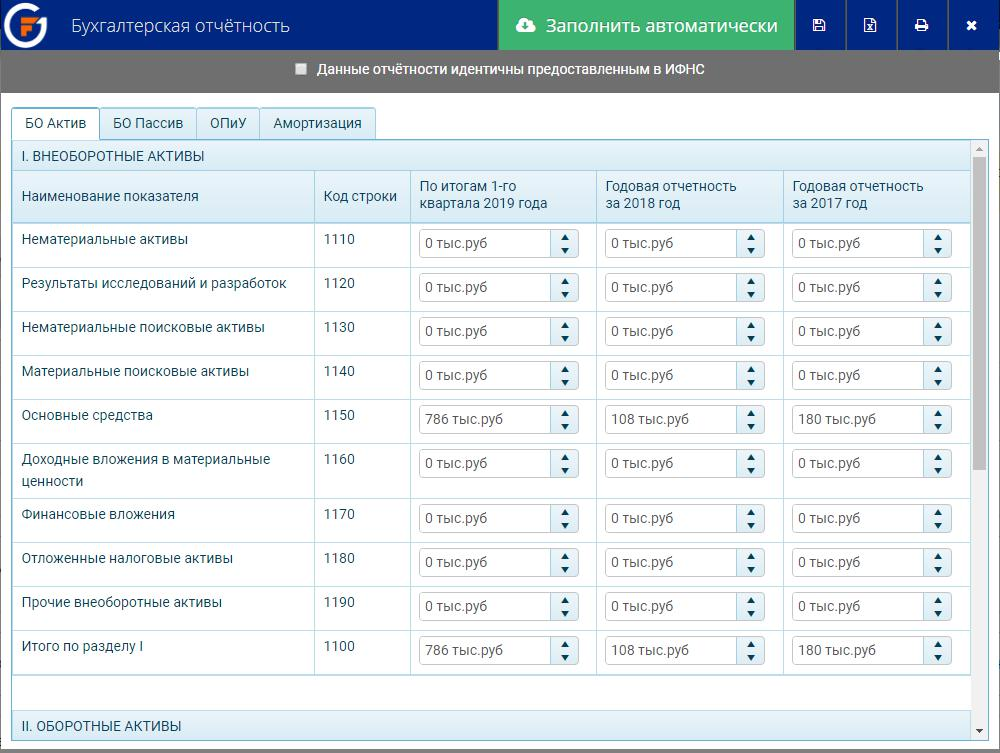 Бухгалтерская отчётность
Заполнить автоматически
Данные отчётности идентичны предоставленным в ИФНС
БО Актив БО Пассив ОПиУ Амортизация
I. ВНЕОБОРОТНЫЕ АКТИВЫ
Наименование показателя Код строки По итогам 1-го Годовая отчетность Годовая отчетность
квартала 2019 года за 2018 год за 2017 год
Нематериальные активы 1110 0 тыс.руб 0 тыс.руб 0 тыс.руб
Результаты исследований и разработок 1120 0 тыс.руб 0 тыс.руб 0 тыс.руб
Нематериальные поисковые активы 1130 0 тыс.руб 0 тыс.руб 0 тыс.руб
Материальные поисковые активы 1140 0 тыс.руб 0 тыс.руб 0 тыс.руб
Основные средства 1150 786 тыс.руб 108 тыс.руб 180 тыс.руб
Доходные вложения в материальные 1160 0 тыс.руб 0 тыс.руб 0 тыс.руб
ценности
Финансовые вложения 1170 0 тыс.руб 0 тыс.руб 0 тыс.руб
Отложенные налоговые активы 1180 0 тыс.руб 0 тыс.руб 0 тыс.руб
Прочие внеоборотные активы 1190 0 тыс.руб 0 тыс.руб 0 тыс.руб
Итого по разделу I 1100 786 тыс.руб 108 тыс.руб 180 тыс.руб
II. ОБОРОТНЫЕ АКТИВЫ